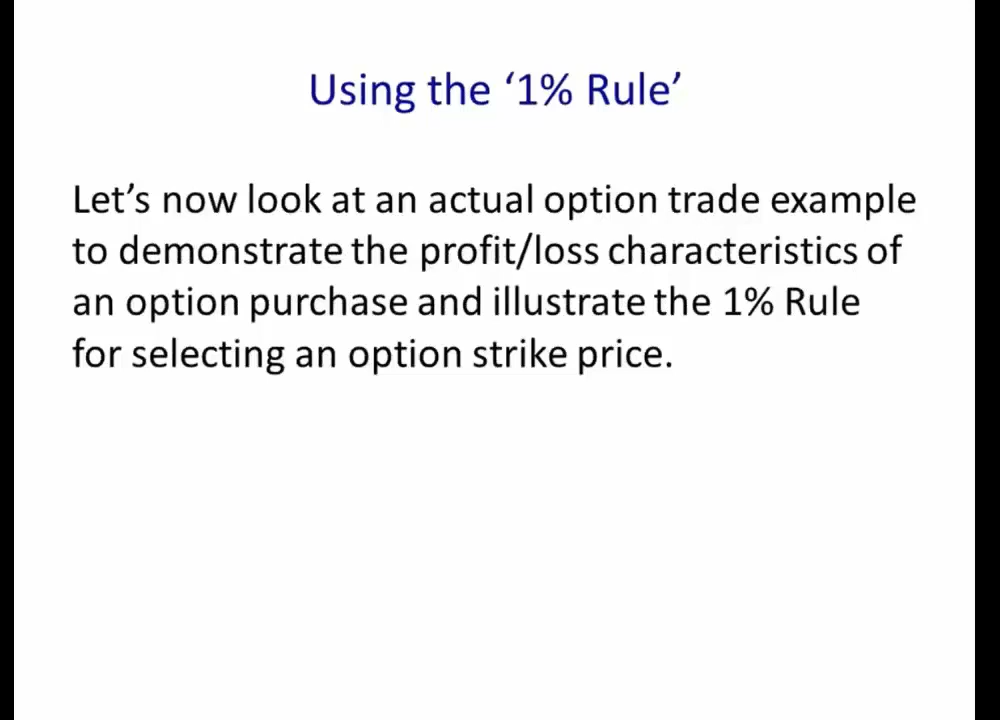 Using the ‘1% Rule’
Let’s now look at an actual option trade example
to demonstrate the profit/loss characteristics of
an option purchase and illustrate the 1% Rule
for selecting an option strike price.